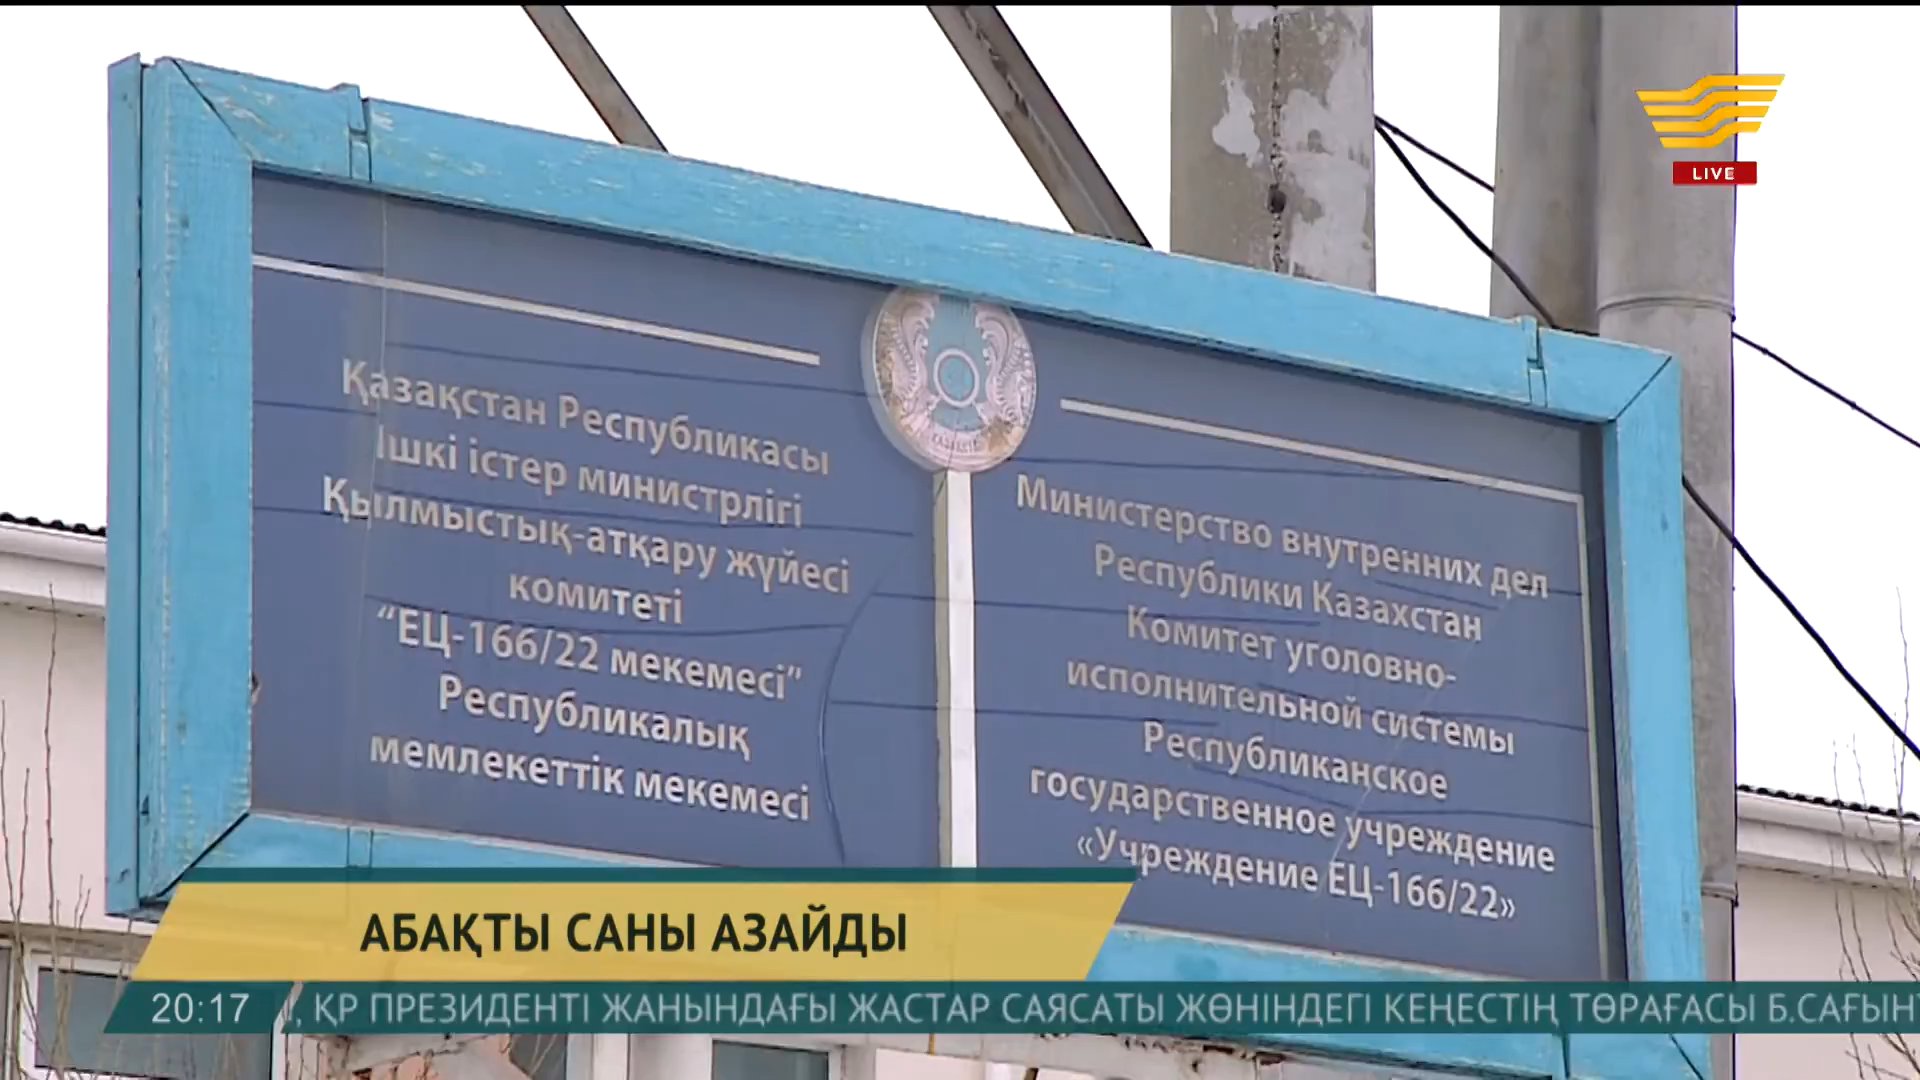 LIVE
Қазақстан Республикасы
Ішкі істер министрлігі
Қылмыстық-атқару жүйесі
комитеті
“ЕЦ-166/22 мекемесі”
Республикалық
мемлекеттік мекемесі
Министерство внутренних дел
Республики Казахстан
Комитет уголовно-
исполнительной системы
Республиканское
государственное учреждение
«Учреждение ЕЦ-166/22»
АБАҚТЫ САНЫ АЗАЙДЫ
20:17 , ҚР ПРЕЗИДЕНТІ ЖАНЫНДАҒЫ ЖАСТАР САЯСАТЫ ЖӨНІНДЕГІ КЕҢЕСТІҢ ТӨРАҒАСЫ